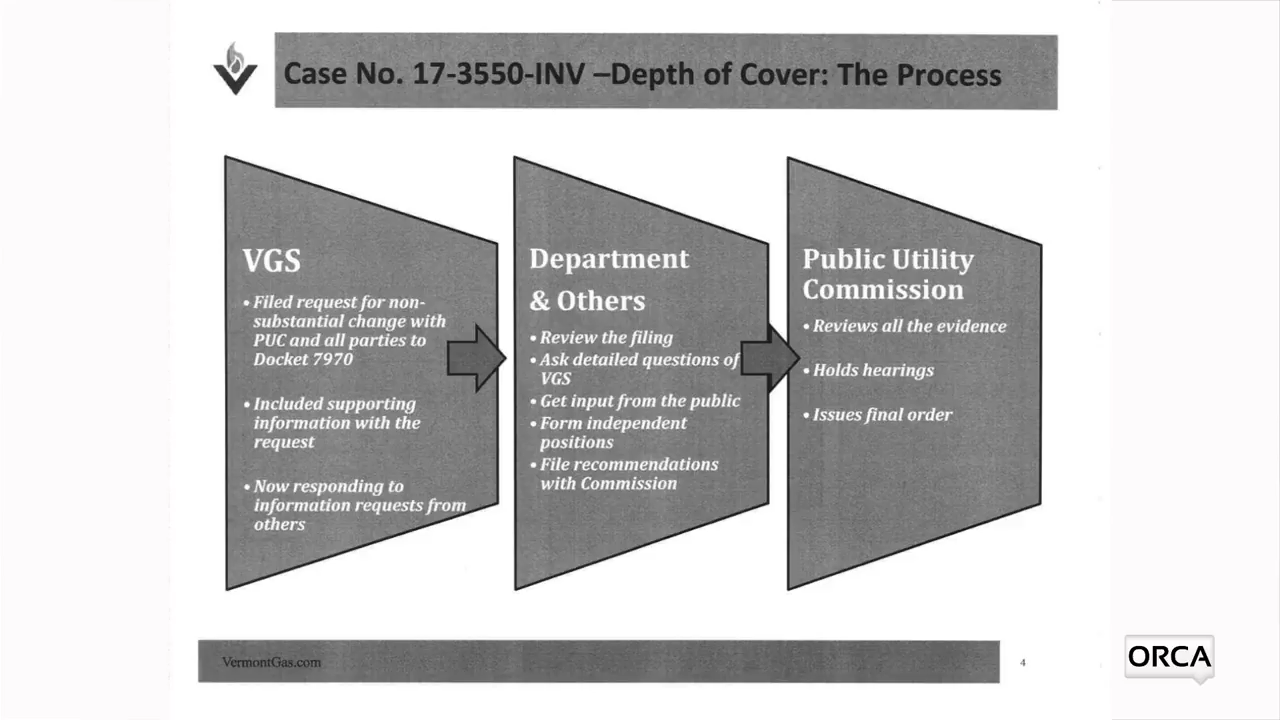 Case No. 17-3550-INV –Depth of Cover: The Process
VGS
• Filed request for non-
substantial change with
PUC and all parties to
Docket 7970
• Included supporting
information with the
request
• Now responding to
information requests from
others
Department
& Others
• Review the filing
• Ask detailed questions of
VGS
• Get input from the public
• Form independent
positions
• File recommendations
with Commission
Public Utility
Commission
• Reviews all the evidence
• Holds hearings
• Issues final order
VermontGas.com
4
ORCA